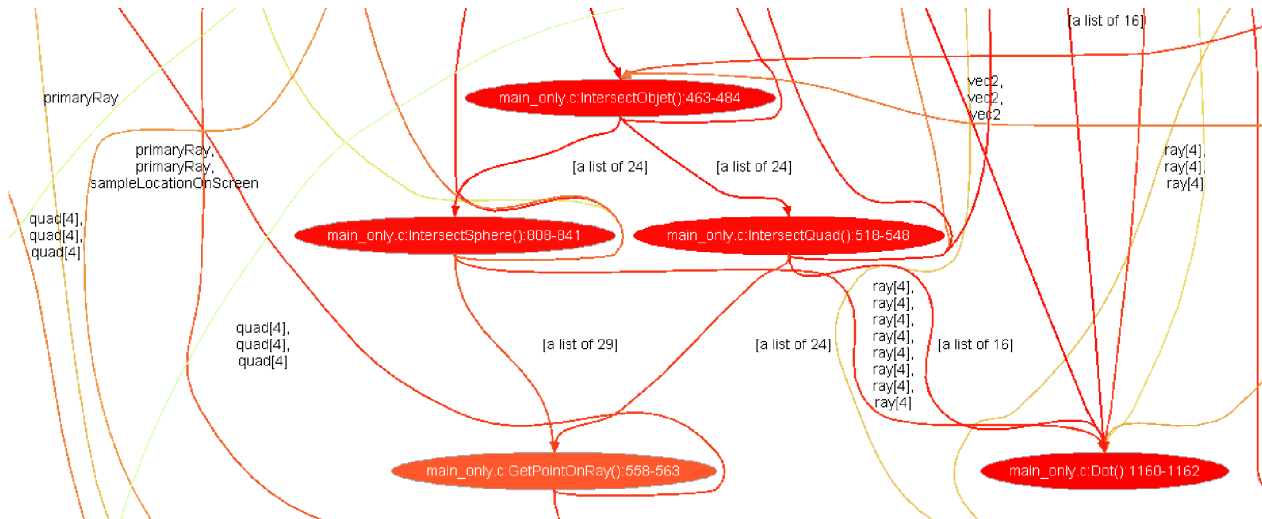 [a list of 16]
vec2,
vec2,
vec2
main_only.c:IntersectObjet():463-484
primaryRay
primaryRay,
primaryRay,
sampleLocationOnScreen
[a list of 24]
[a list of 24]
ray[4],
ray[4],
ray[4]
quad[4],
quad[4],
quad[4]
main_only.c:IntersectSphere():808-841
main_only.c:IntersectQuad():518-548
quad[4],
quad[4],
quad[4]
[a list of 29]
[a list of 24]
ray[4],
ray[4],
ray[4],
ray[4],
ray[4],
ray[4],
ray[4],
ray[4]
[a list of 16]
main_only.c:GetPointOnRay():558-563
main_only.c:Dot():1160-1162